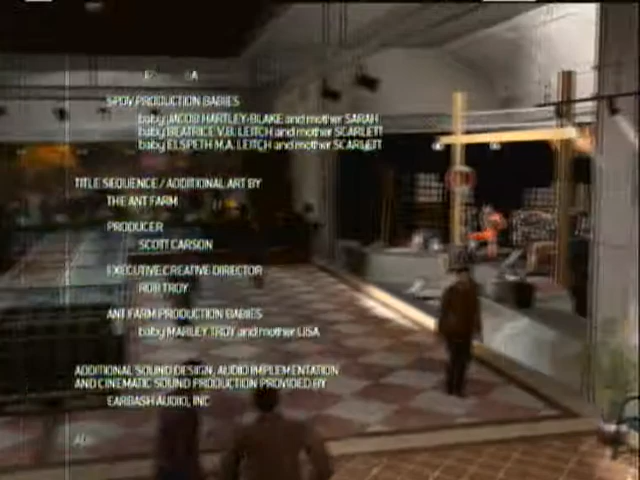 SPOV PRODUCTION BABIES
baby JACOB HARTLEY-BLAKE and mother SARAH
baby BEATRICE V.B. LEITCH and mother SCARLETT
baby ELSPETH M.A. LEITCH and mother SCARLETT
TITLE SEQUENCE / ADDITIONAL ART BY
THE ANT FARM
PRODUCER
SCOTT CARSON
EXECUTIVE CREATIVE DIRECTOR
ROB TROY
ANT FARM PRODUCTION BABIES
baby MARLEY TROY and mother LISA
ADDITIONAL SOUND DESIGN, AUDIO IMPLEMENTATION
AND CINEMATIC SOUND PRODUCTION PROVIDED BY
EARBASH AUDIO, INC